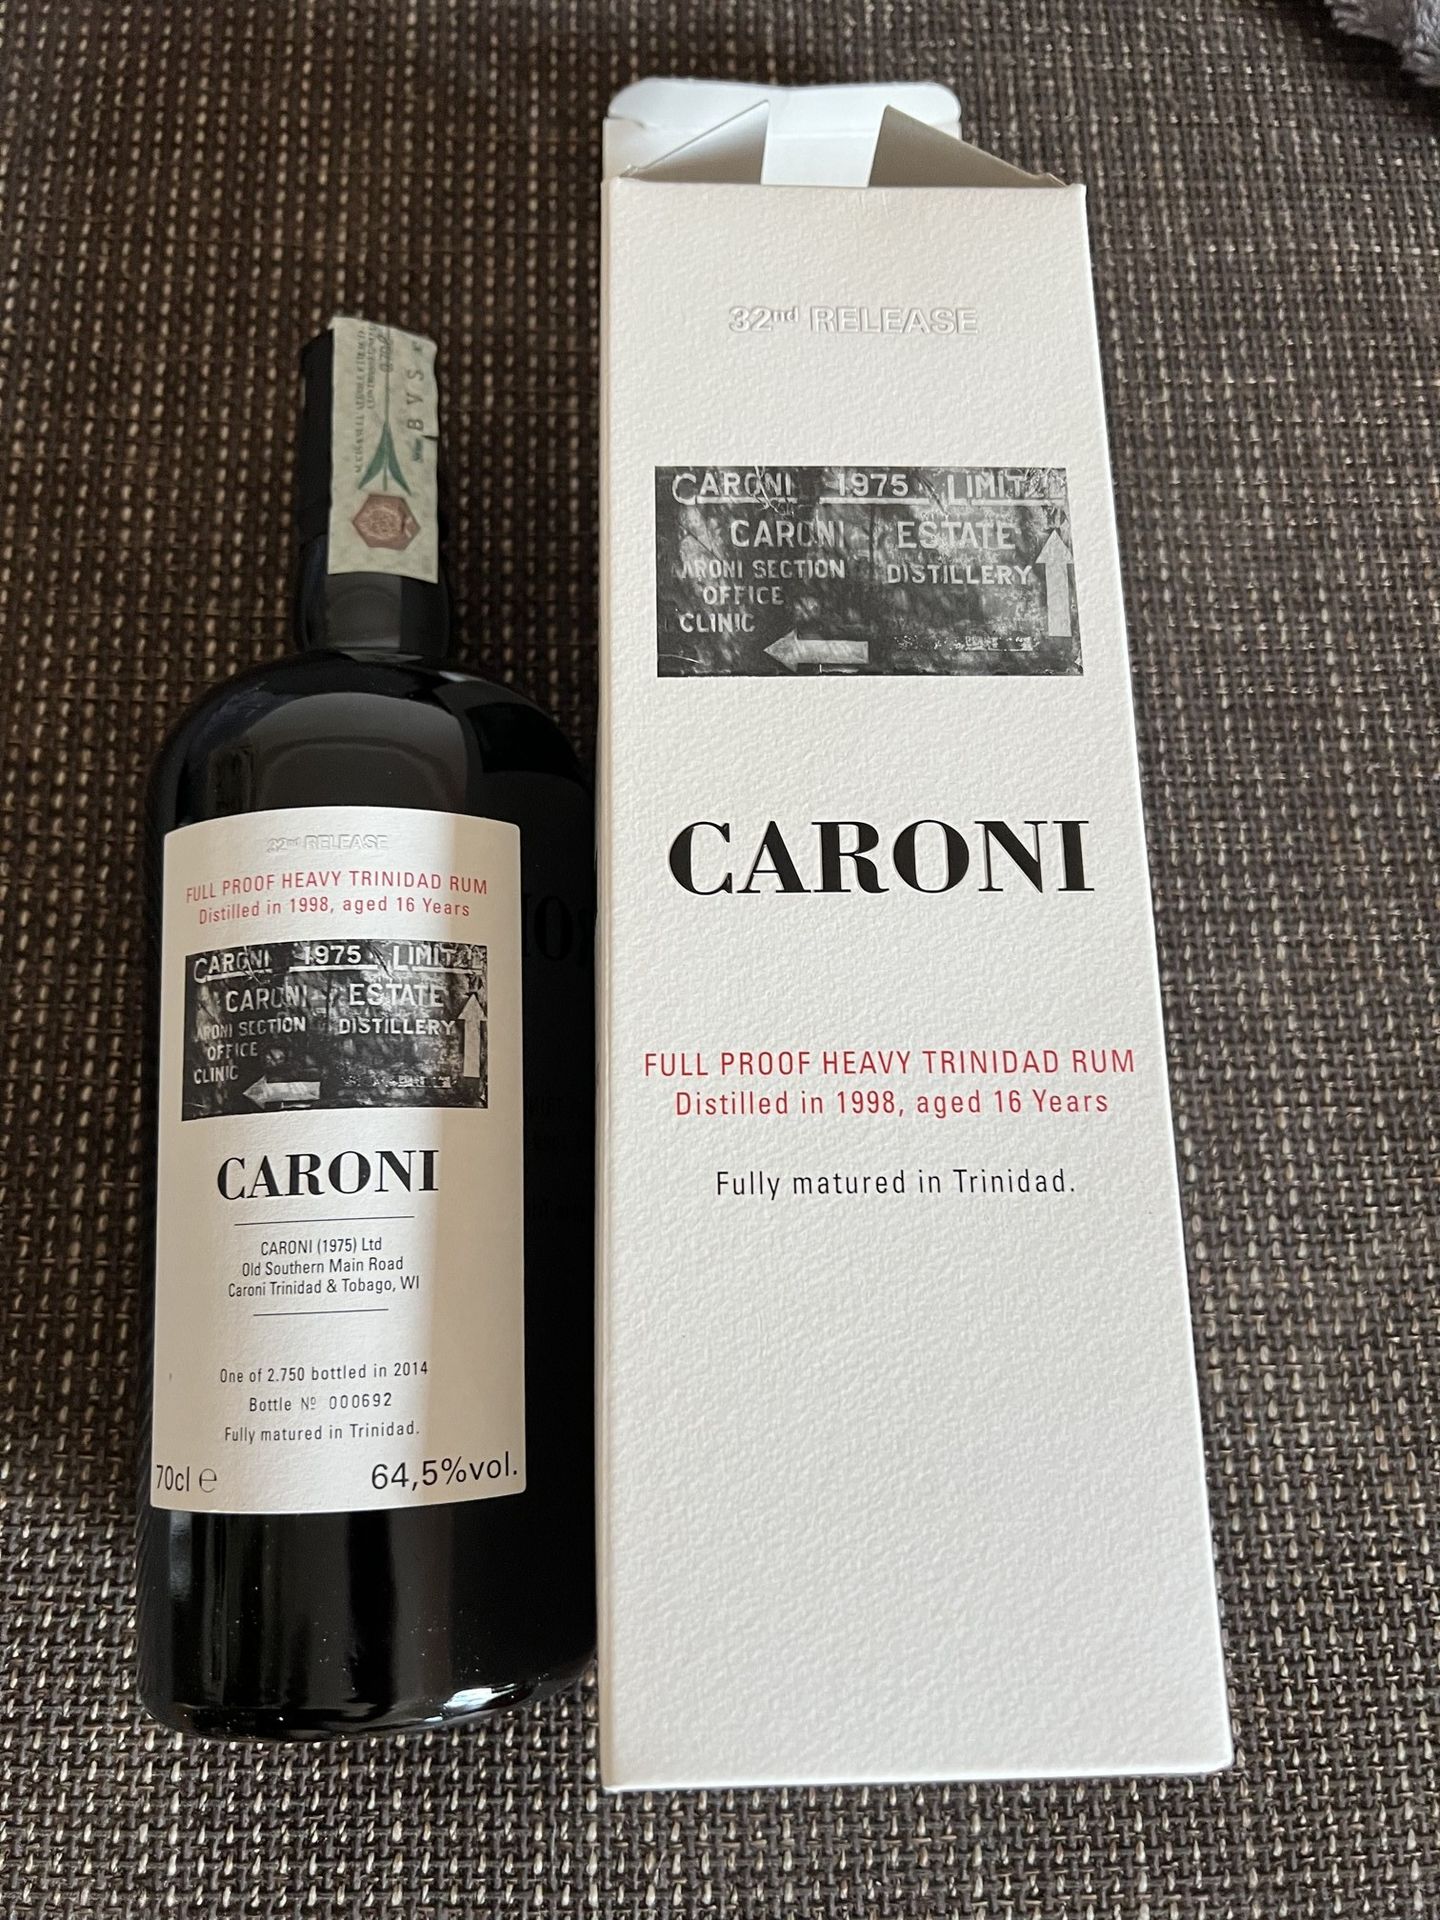 32nd RELEASE
FULL PROOF HEAVY TRINIDAD RUM
Distilled in 1998, aged 16 Years
CARONI 1975 LIMIT
CARONI ESTATE
ARONI SECTION DISTILLERY
OFFICE
CLINIC
CARONI
CARONI (1975) Ltd
Old Southern Main Road
Caroni Trinidad & Tobago, WI
One of 2.750 bottled in 2014
Bottle Nº 000692
Fully matured in Trinidad.
70cl ℮ 64,5%vol.
B V S
32nd RELEASE
CARONI 1975 LIMIT
CARONI ESTATE
ARONI SECTION DISTILLERY
OFFICE
CLINIC
CARONI
FULL PROOF HEAVY TRINIDAD RUM
Distilled in 1998, aged 16 Years
Fully matured in Trinidad.